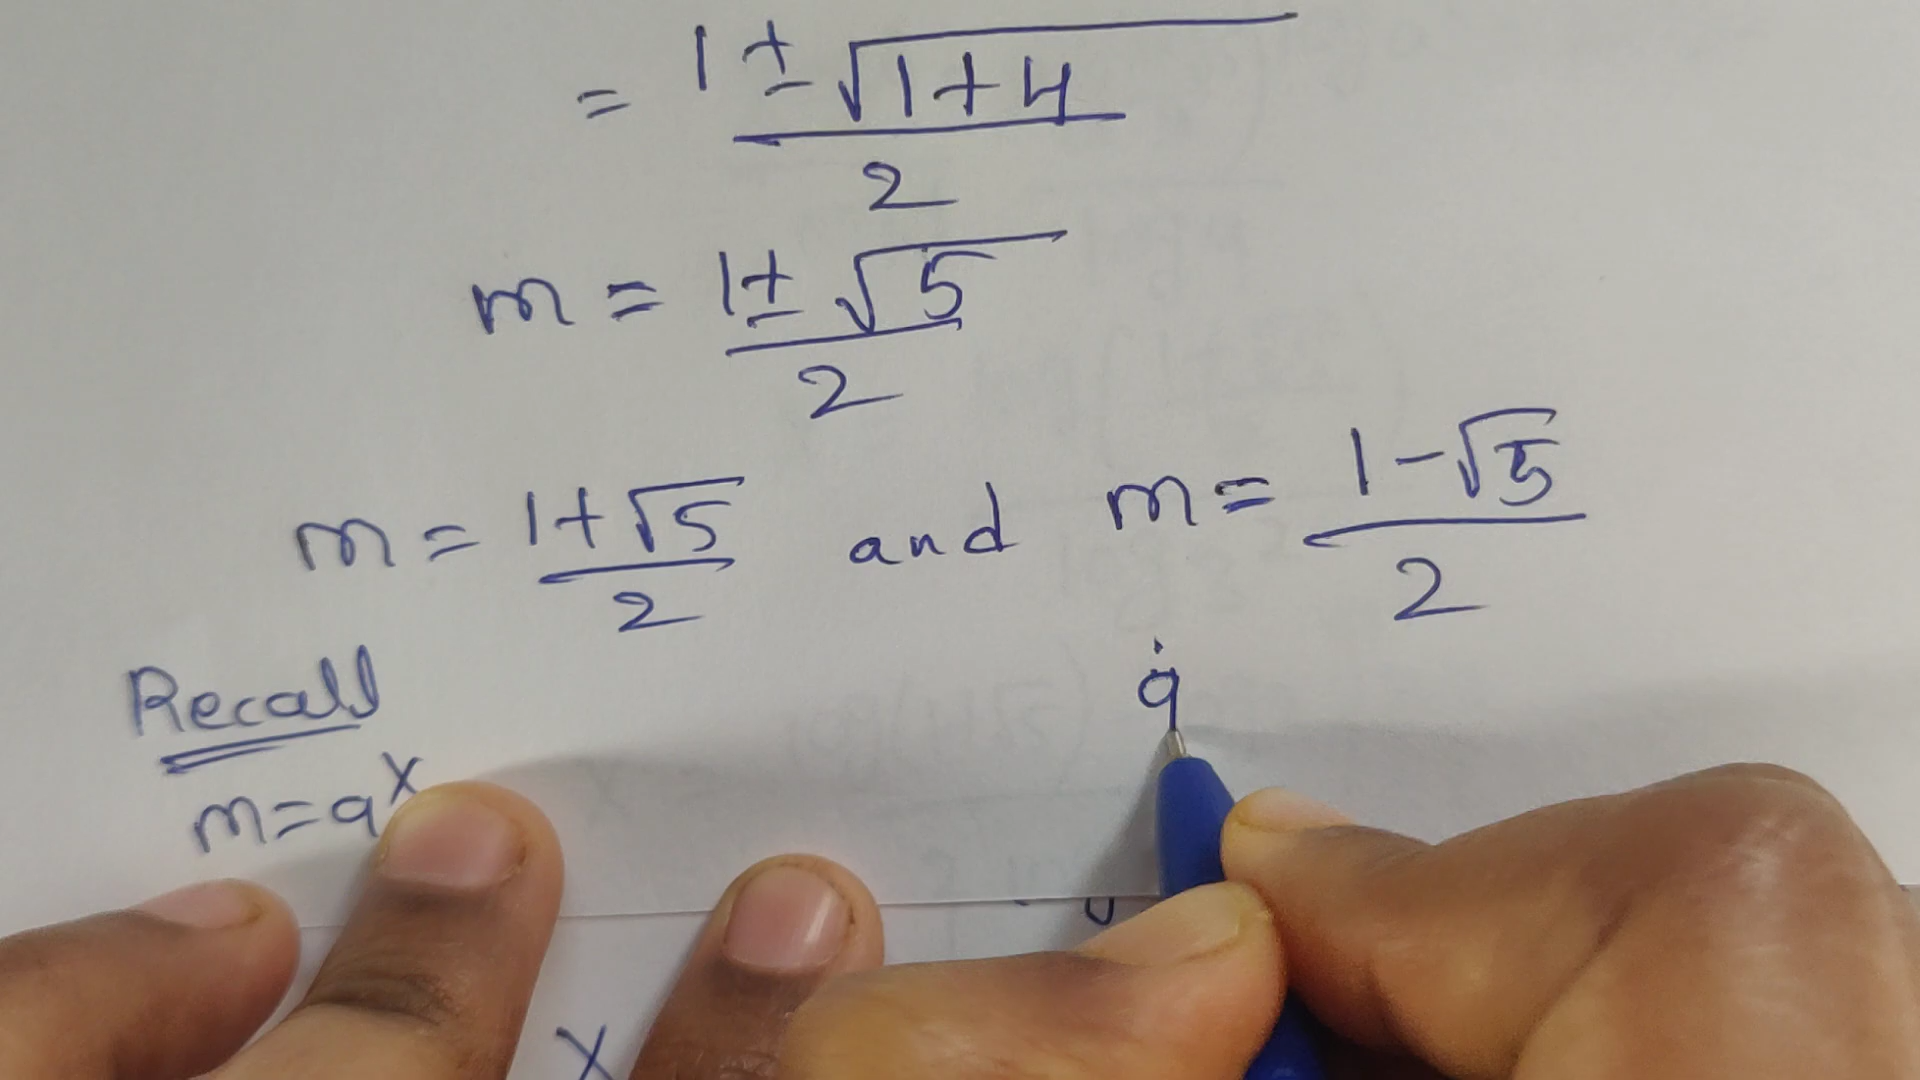 = 1 ± √1+4 / 2
m = 1 ± √5 / 2
m = 1+√5 / 2 and m = 1-√5 / 2
Recall
m=a^x
a
x